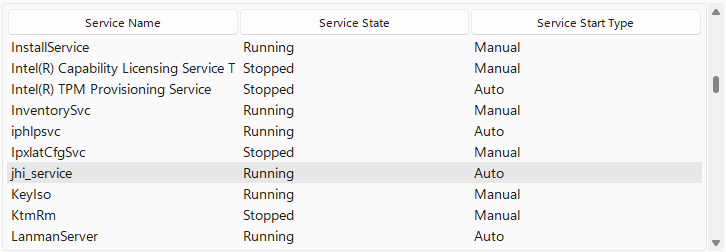 Service Name Service State Service Start Type
InstallService Running Manual
Intel(R) Capability Licensing Service T Stopped Manual
Intel(R) TPM Provisioning Service Stopped Auto
InventorySvc Running Manual
iphlpsvc Running Auto
IpxlatCfgSvc Stopped Manual
jhi_service Running Auto
KeyIso Running Manual
KtmRm Stopped Manual
LanmanServer Running Auto